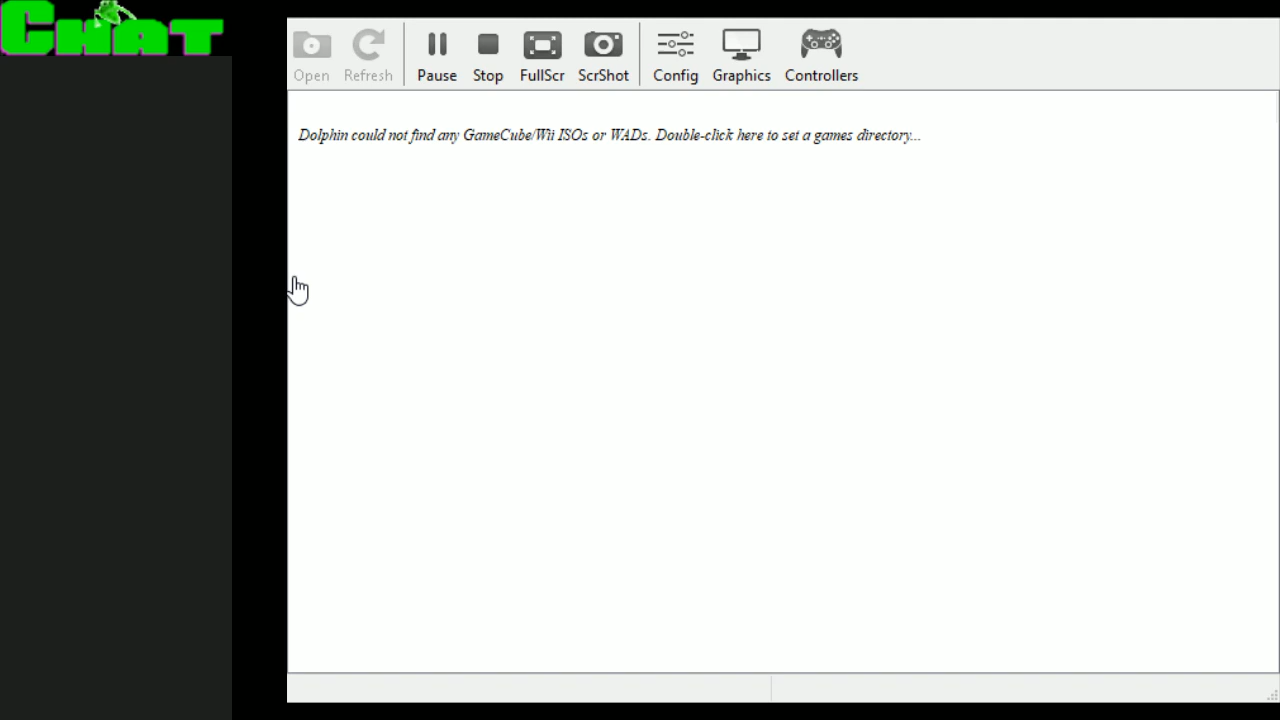 Chat
Open Refresh Pause Stop FullScr ScrShot Config Graphics Controllers
Dolphin could not find any GameCube/Wii ISOs or WADs. Double-click here to set a games directory...